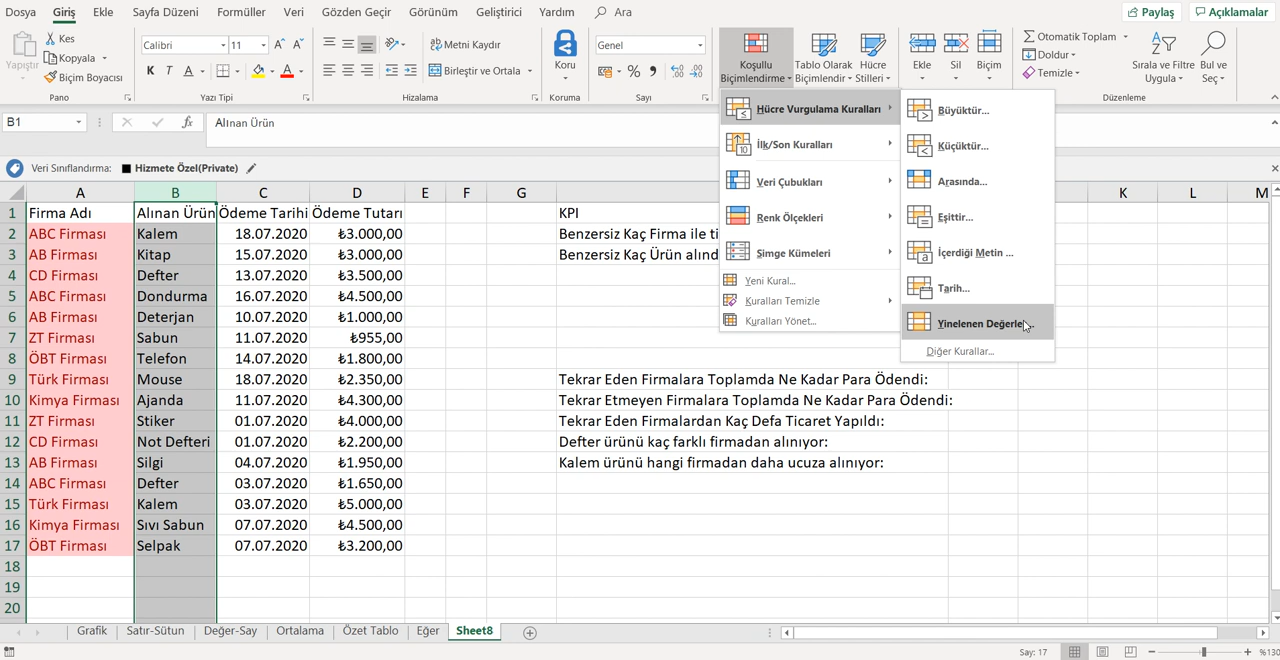 Dosya Giriş Ekle Sayfa Düzeni Formüller Veri Gözden Geçir Görünüm Geliştirici Yardım Ara Paylaş Açıklamalar
Yapıştır Kes
Kopyala
Biçim Boyacısı
Pano
Calibri 11
K T A A
Yazı Tipi
Metni Kaydır
Birleştir ve Ortala
Hizalama
Koru
Koruma
Genel
%
Sayı
Koşullu Biçimlendirme
Tablo Olarak Biçimlendir
Hücre Stilleri
Ekle Sil Biçim
Otomatik Toplam
Doldur
Temizle
Sırala ve Filtre Uygula
Bul ve Seç
Düzenleme
B1 fx Alınan Ürün
Veri Sınıflandırma: Hizmete Özel(Private)
Hücre Vurgulama Kuralları
İlk/Son Kuralları
Veri Çubukları
Renk Ölçekleri
Simge Kümeleri
Yeni Kural...
Kuralları Temizle
Kuralları Yönet...
Büyüktür...
Küçüktür...
Arasında...
Eşittir...
İçerdiği Metin ...
Tarih...
Diğer Kurallar...
A B C D E F G K L M
1 Firma Adı Alınan Ürün Ödeme Tarihi Ödeme Tutarı KPI
2 ABC Firması Kalem 18.07.2020 ₺3.000,00 Benzersiz Kaç Firma ile ti
3 AB Firması Kitap 15.07.2020 ₺3.000,00 Benzersiz Kaç Ürün alınd
4 CD Firması Defter 13.07.2020 ₺3.500,00
5 ABC Firması Dondurma 16.07.2020 ₺4.500,00
6 AB Firması Deterjan 10.07.2020 ₺1.000,00
7 ZT Firması Sabun 11.07.2020 ₺955,00
8 ÖBT Firması Telefon 14.07.2020 ₺1.800,00
9 Türk Firması Mouse 18.07.2020 ₺2.350,00 Tekrar Eden Firmalara Toplamda Ne Kadar Para Ödendi:
10 Kimya Firması Ajanda 11.07.2020 ₺4.300,00 Tekrar Etmeyen Firmalara Toplamda Ne Kadar Para Ödendi:
11 ZT Firması Stiker 01.07.2020 ₺4.000,00 Tekrar Eden Firmalardan Kaç Defa Ticaret Yapıldı:
12 CD Firması Not Defteri 01.07.2020 ₺2.200,00 Defter ürünü kaç farklı firmadan alınıyor:
13 AB Firması Silgi 04.07.2020 ₺1.950,00 Kalem ürünü hangi firmadan daha ucuza alınıyor:
14 ABC Firması Defter 03.07.2020 ₺1.650,00
15 Türk Firması Kalem 03.07.2020 ₺5.000,00
16 Kimya Firması Sıvı Sabun 07.07.2020 ₺4.500,00
17 ÖBT Firması Selpak 07.07.2020 ₺3.200,00
18
19
20
Yinelenen Değerle
Grafik Satır-Sütun Değer-Say Ortalama Özet Tablo Eğer Sheet8
Say: 17 %130